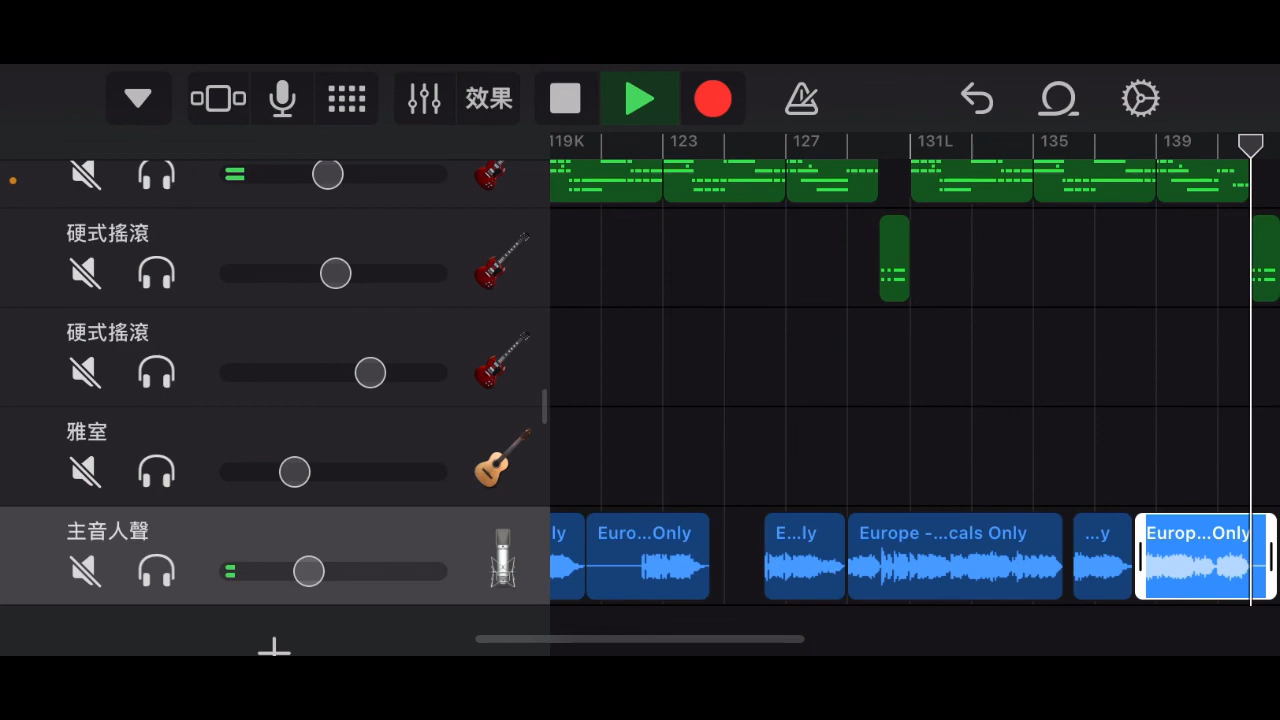 效果
119K 123 127 131L 135 139
硬式搖滾
硬式搖滾
雅室
主音人聲
ly Euro...Only E...ly Europe -...cals Only ...y Europ...Only